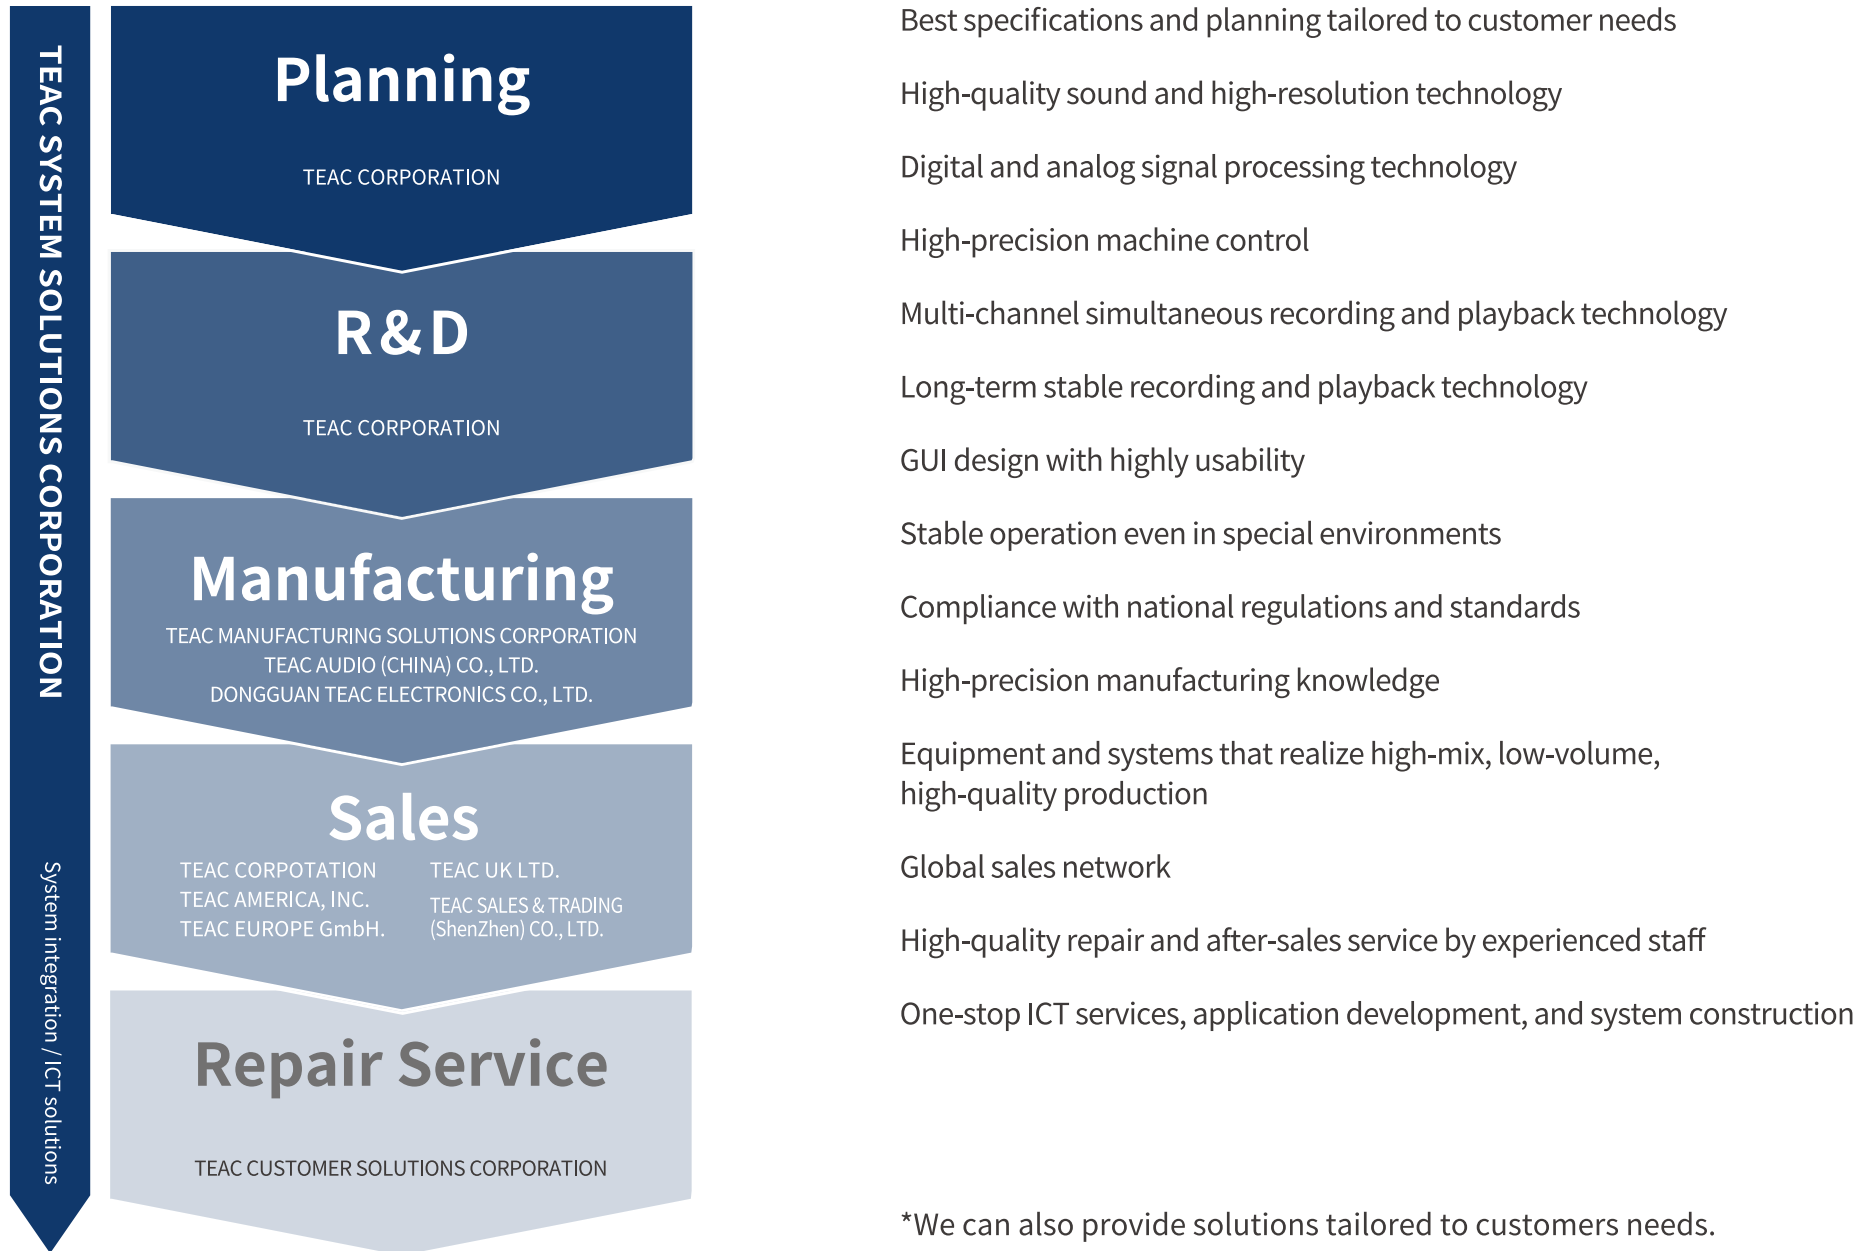 TEAC SYSTEM SOLUTIONS CORPORATION
System integration / ICT solutions
Planning
TEAC CORPORATION
R&D
TEAC CORPORATION
Manufacturing
TEAC MANUFACTURING SOLUTIONS CORPORATION
TEAC AUDIO (CHINA) CO., LTD.
DONGGUAN TEAC ELECTRONICS CO., LTD.
Sales
TEAC CORPOTATION
TEAC AMERICA, INC.
TEAC EUROPE GmbH.
TEAC UK LTD.
TEAC SALES & TRADING
(ShenZhen) CO., LTD.
Repair Service
TEAC CUSTOMER SOLUTIONS CORPORATION
Best specifications and planning tailored to customer needs
High-quality sound and high-resolution technology
Digital and analog signal processing technology
High-precision machine control
Multi-channel simultaneous recording and playback technology
Long-term stable recording and playback technology
GUI design with highly usability
Stable operation even in special environments
Compliance with national regulations and standards
High-precision manufacturing knowledge
Equipment and systems that realize high-mix, low-volume,
high-quality production
Global sales network
High-quality repair and after-sales service by experienced staff
One-stop ICT services, application development, and system construction
*We can also provide solutions tailored to customers needs.